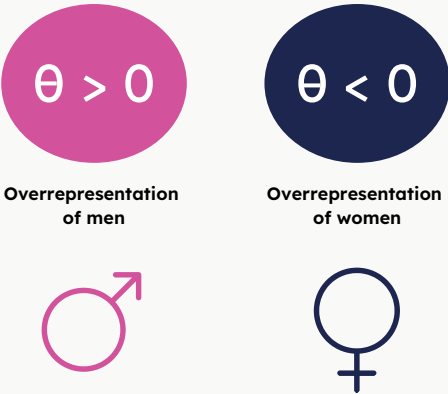 θ > 0
θ < 0
Overrepresentation
of men
Overrepresentation
of women